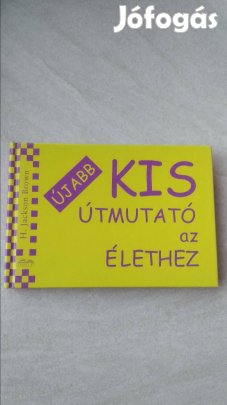 Jófogás
ÚJABB
KIS
ÚTMUTATÓ
az
ÉLETHEZ
H. Jackson Brown